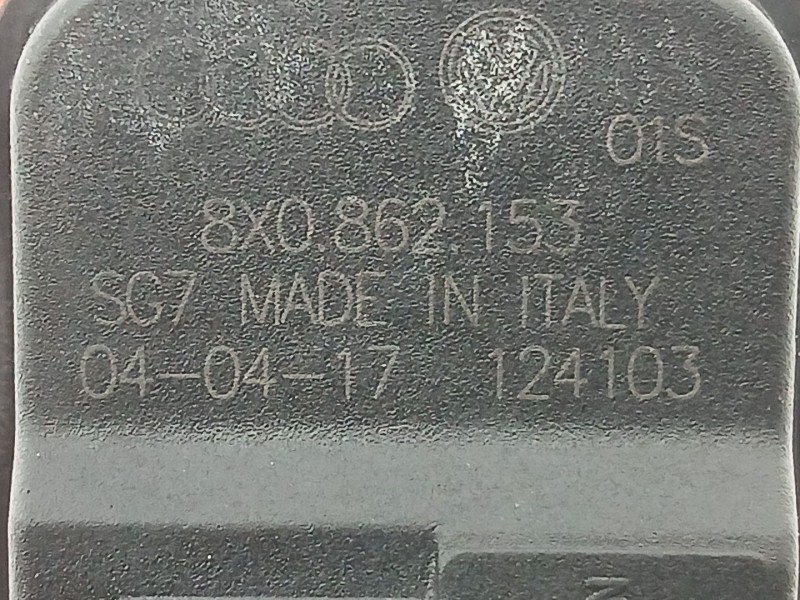 01S
8X0.862.153
SG7 MADE IN ITALY
04-04-17 124103